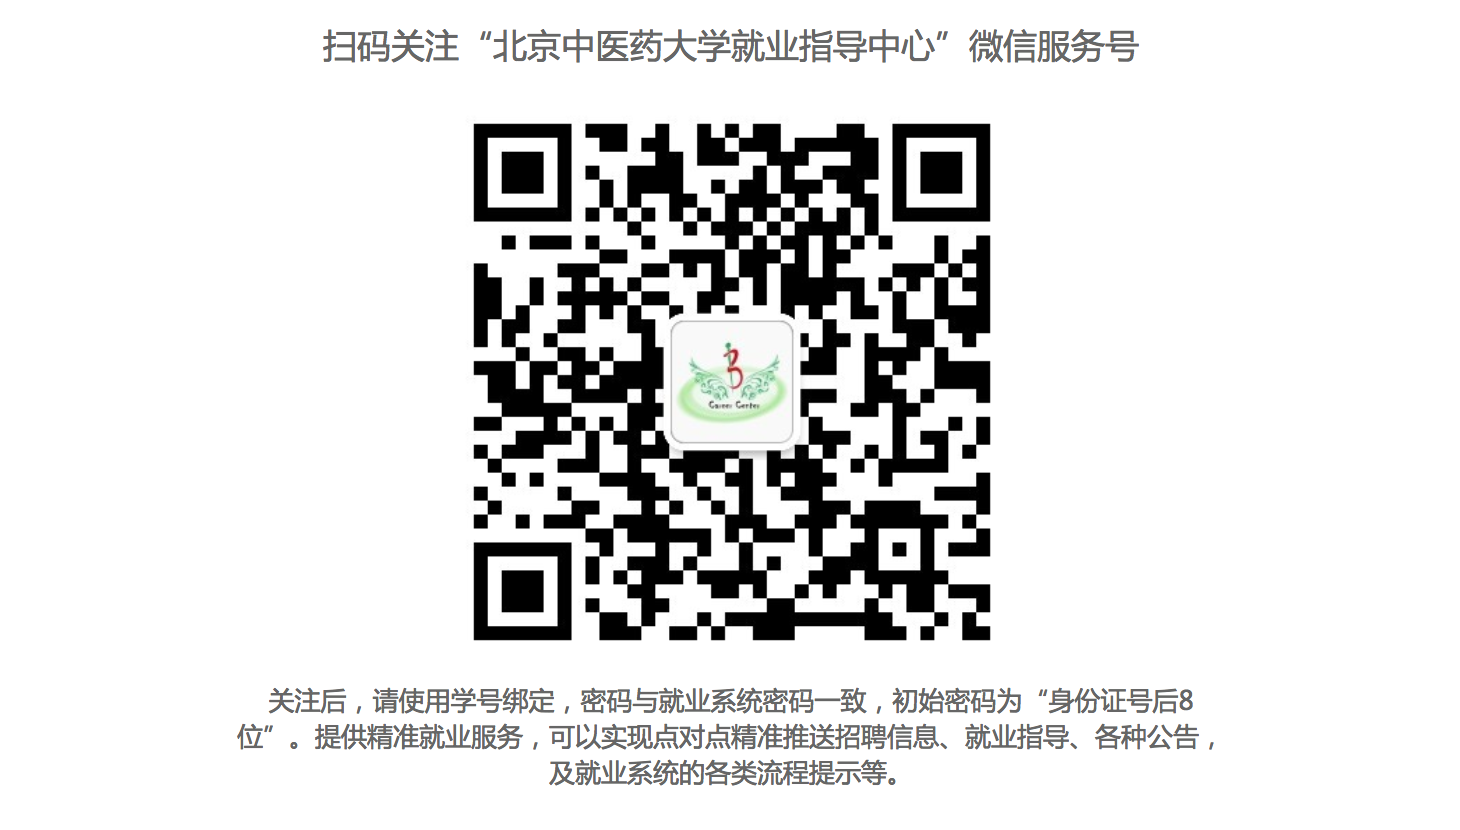 扫码关注“北京中医药大学就业指导中心”微信服务号
Career Center
关注后，请使用学号绑定，密码与就业系统密码一致，初始密码为“身份证号后8
位”。提供精准就业服务，可以实现点对点精准推送招聘信息、就业指导、各种公告，
及就业系统的各类流程提示等。